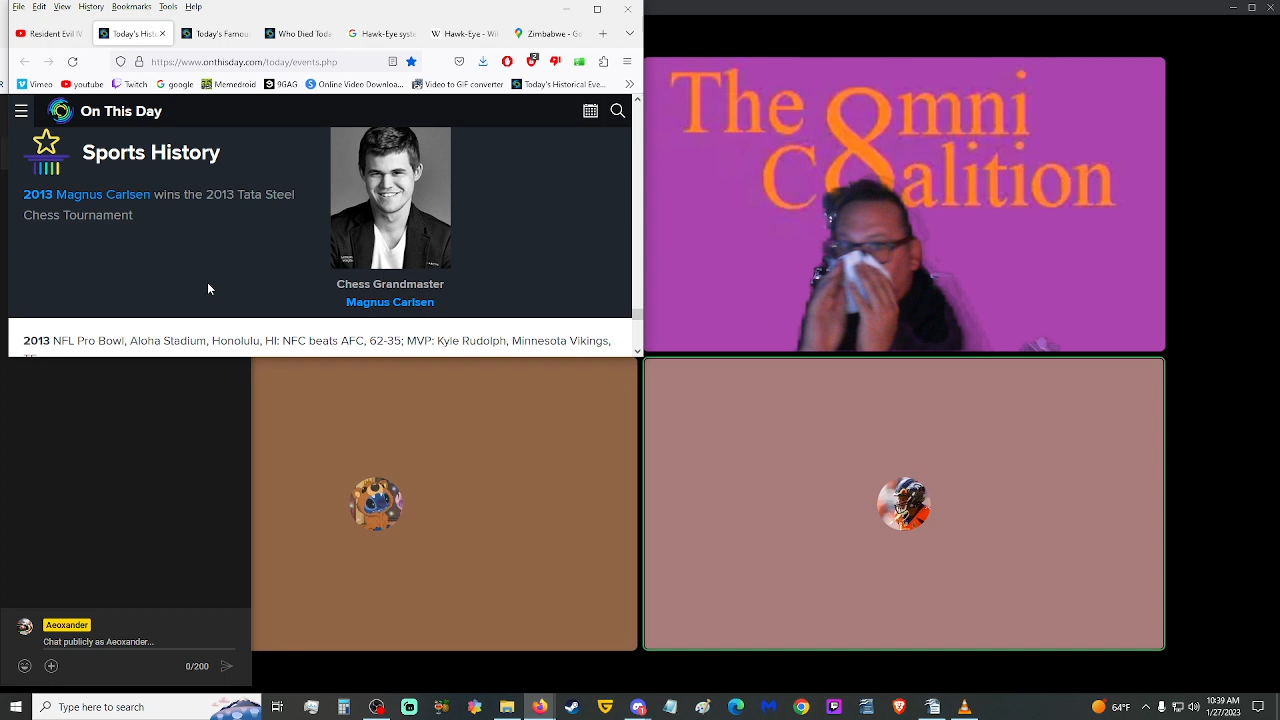 File Edit View History Bookmarks Tools Help
Resident Evil IV Today's Histo Today's Famou Who Died Toda Hawk-Eye syste Hawk-Eye - Wi Zimbabwe - Go
https://www.onthisday.com/today/events.php 2
Vimeo youtube Twitch google Memedroid 9GAG Online Video Downloa... Video to GIF converter Today's Historical Eve...
On This Day
Sports History
2013 Magnus Carlsen wins the 2013 Tata Steel
Chess Tournament
Chess Grandmaster
Magnus Carlsen
2013 NFL Pro Bowl, Aloha Stadium, Honolulu, HI: NFC beats AFC, 62-35; MVP: Kyle Rudolph, Minnesota Vikings,
The Omni
Coalition
Aeoxander
Chat publicly as Aeoxander...
0/200
Type here to search
64°F
10:39 AM
1/27/2023